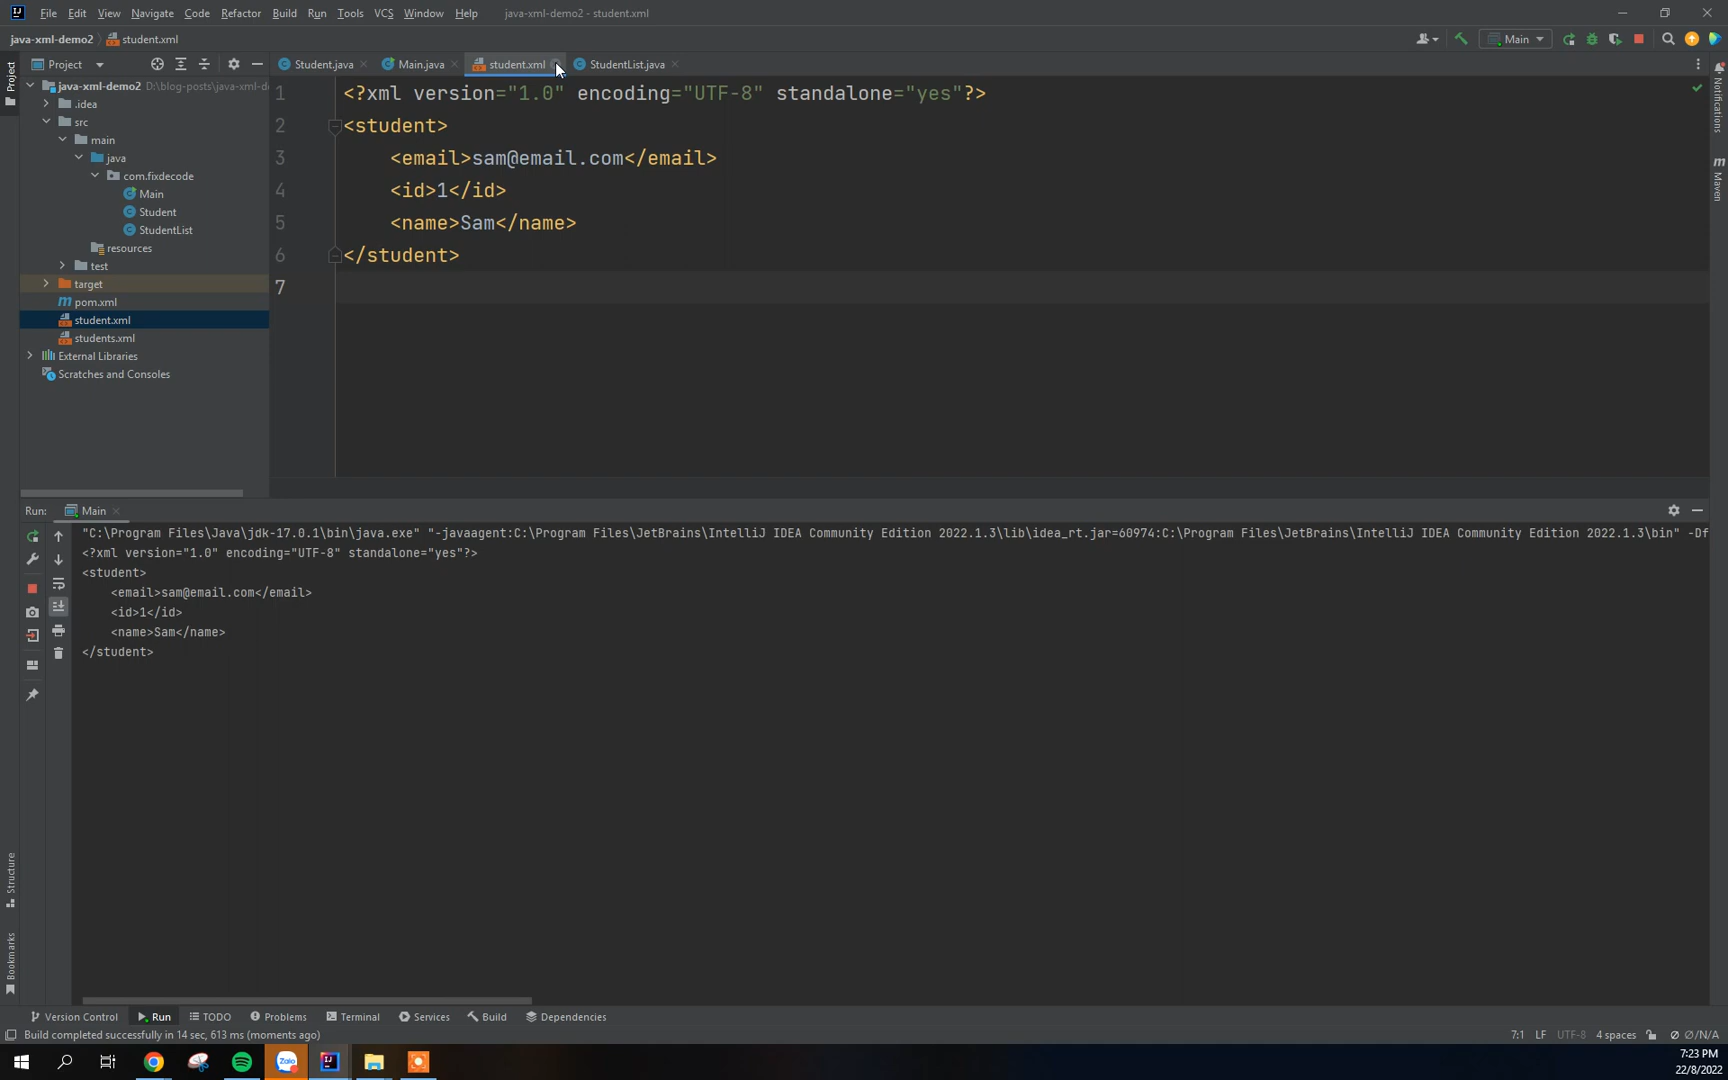 File Edit View Navigate Code Refactor Build Run Tools VCS Window Help java-xml-demo2 - student.xml
java-xml-demo2 student.xml Main
Project Student.java Main.java student.xml StudentList.java
java-xml-demo2 D:\blog-posts\java-xml-d
.idea
src
main
java
com.fixdecode
Main
Student
StudentList
resources
test
target
pom.xml
student.xml
students.xml
External Libraries
Scratches and Consoles
1 <?xml version="1.0" encoding="UTF-8" standalone="yes"?>
2 <student>
3 <email>sam@email.com</email>
4 <id>1</id>
5 <name>Sam</name>
6 </student>
7
Project
Structure
Bookmarks
Notifications
Maven
Run: Main
"C:\Program Files\Java\jdk-17.0.1\bin\java.exe" "-javaagent:C:\Program Files\JetBrains\IntelliJ IDEA Community Edition 2022.1.3\lib\idea_rt.jar=60974:C:\Program Files\JetBrains\IntelliJ IDEA Community Edition 2022.1.3\bin" -Df
<?xml version="1.0" encoding="UTF-8" standalone="yes"?>
<student>
<email>sam@email.com</email>
<id>1</id>
<name>Sam</name>
</student>
Version Control Run TODO Problems Terminal Services Build Dependencies
Build completed successfully in 14 sec, 613 ms (moments ago) 7:1 LF UTF-8 4 spaces Ø/N/A
Zalo
7:23 PM
22/8/2022